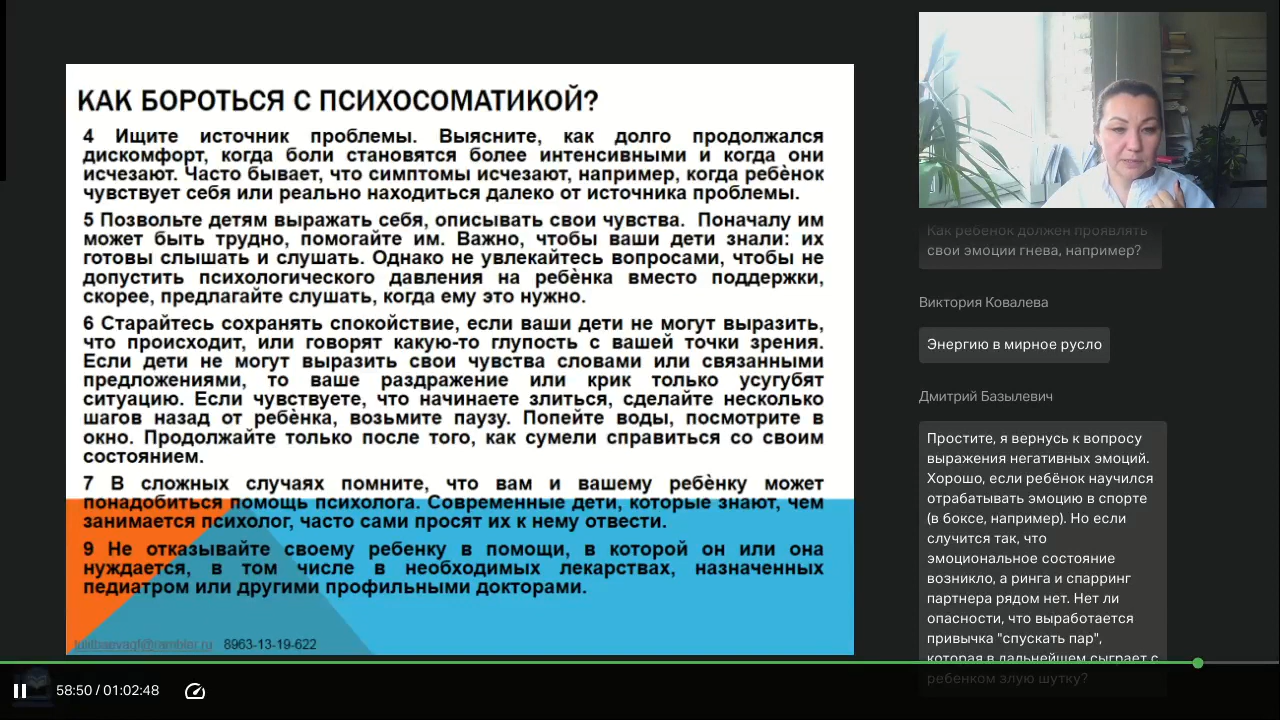 КАК БОРОТЬСЯ С ПСИХОСОМАТИКОЙ?
4 Ищите источник проблемы. Выясните, как долго продолжался
дискомфорт, когда боли становятся более интенсивными и когда они
исчезают. Часто бывает, что симптомы исчезают, например, когда ребѐнок
чувствует себя или реально находиться далеко от источника проблемы.
5 Позвольте детям выражать себя, описывать свои чувства. Поначалу им
может быть трудно, помогайте им. Важно, чтобы ваши дети знали: их
готовы слышать и слушать. Однако не увлекайтесь вопросами, чтобы не
допустить психологического давления на ребѐнка вместо поддержки,
скорее, предлагайте слушать, когда ему это нужно.
6 Старайтесь сохранять спокойствие, если ваши дети не могут выразить,
что происходит, или говорят какую-то глупость с вашей точки зрения.
Если дети не могут выразить свои чувства словами или связанными
предложениями, то ваше раздражение или крик только усугубят
ситуацию. Если чувствуете, что начинаете злиться, сделайте несколько
шагов назад от ребѐнка, возьмите паузу. Попейте воды, посмотрите в
окно. Продолжайте только после того, как сумели справиться со своим
состоянием.
7 В сложных случаях помните, что вам и вашему ребѐнку может
понадобиться помощь психолога. Современные дети, которые знают, чем
занимается психолог, часто сами просят их к нему отвести.
9 Не отказывайте своему ребенку в помощи, в которой он или она
нуждается, в том числе в необходимых лекарствах, назначенных
педиатром или другими профильными докторами.
8963-13-19-622
Как ребенок должен проявлять
свои эмоции гнева, например?
Виктория Ковалева
Энергию в мирное русло
Дмитрий Базылевич
Простите, я вернусь к вопросу
выражения негативных эмоций.
Хорошо, если ребёнок научился
отрабатывать эмоцию в спорте
(в боксе, например). Но если
случится так, что
эмоциональное состояние
возникло, а ринга и спарринг
партнера рядом нет. Нет ли
опасности, что выработается
привычка "спускать пар",
которая в дальнейшем сыграет с
ребенком злую шутку?
58:50 / 01:02:48